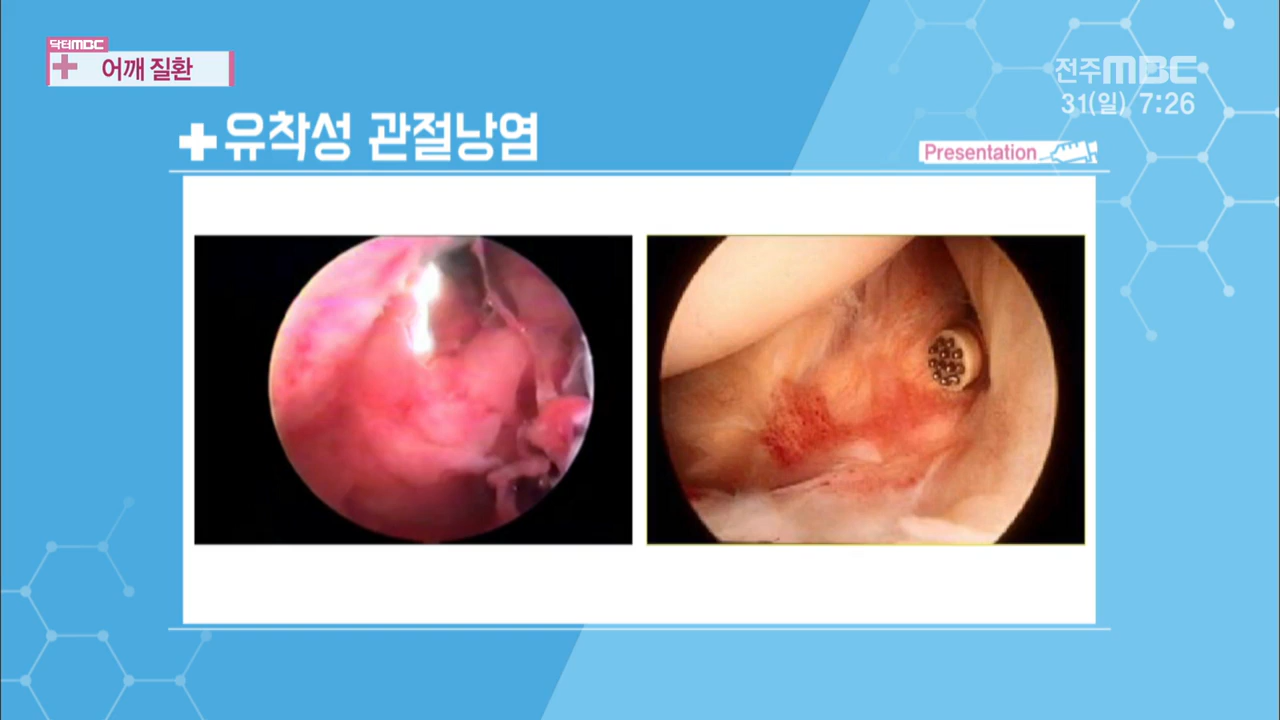 닥터MBC
어깨 질환
전주MBC
31(일) 7:26
유착성 관절낭염
Presentation